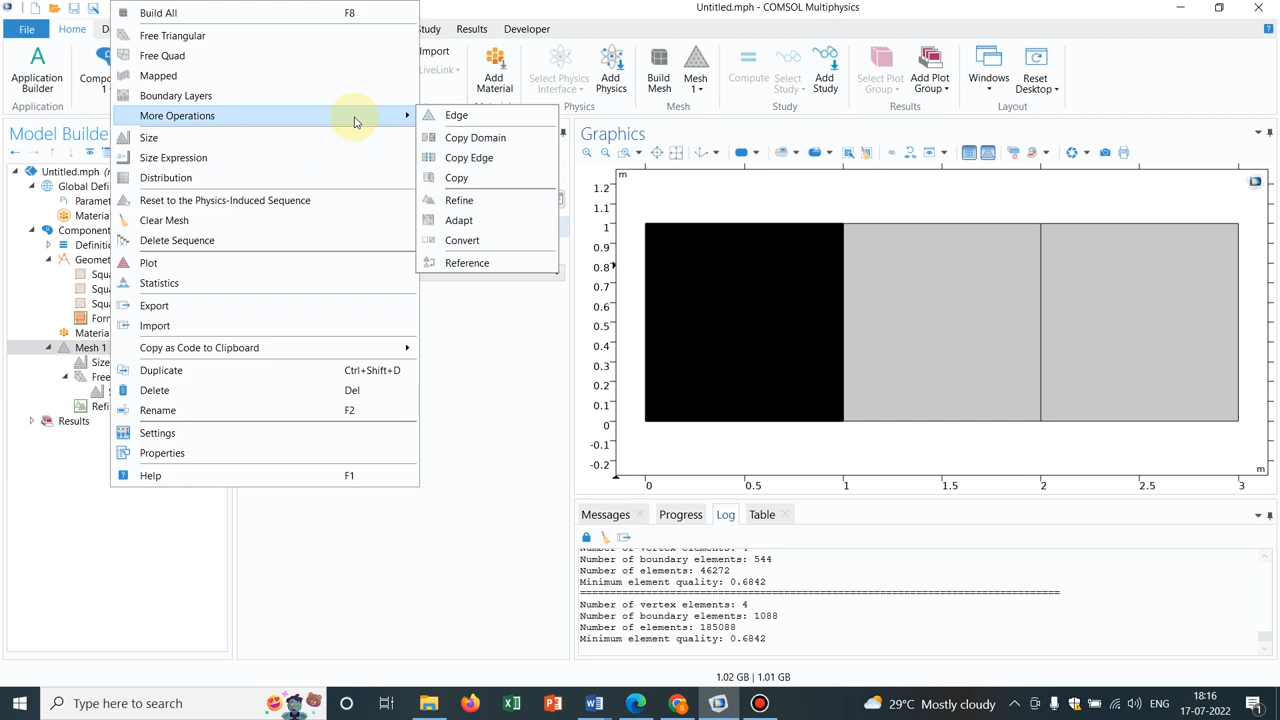 Untitled.mph - COMSOL Multiphysics
File
Home
D
tudy
Results
Developer
Application
Builder
Application
Compo
1
Import
LiveLink
Add
Material
Select Physics
Interface
Add
Physics
Physics
Build
Mesh
Mesh
1
Mesh
Compute
Select
Study
Add
Study
Study
Select Plot
Group
Add Plot
Group
Results
Windows
Reset
Desktop
Layout
Model Builde
Untitled.mph (r
Global Def
Pi Paramet
Materia
Componen
Definiti
Geomet
Squa
Squa
Squa
Forn
Materia
Mesh 1
Size
Free
S
Refi
Results
Build All F8
Free Triangular
Free Quad
Mapped
Boundary Layers
More Operations
Size
Size Expression
Distribution
Reset to the Physics-Induced Sequence
Clear Mesh
Delete Sequence
Plot
Statistics
Export
Import
Copy as Code to Clipboard
Duplicate Ctrl+Shift+D
Delete Del
Rename F2
Settings
Properties
Help F1
Edge
Copy Domain
Copy Edge
Copy
Refine
Adapt
Convert
Reference
Graphics
m
1.2
1.1
1
0.9
0.8
0.7
0.6
0.5
0.4
0.3
0.2
0.1
0
-0.1
-0.2
m
0 0.5 1 1.5 2 2.5 3
Messages
Progress
Log
Table
Number of boundary elements: 544
Number of elements: 46272
Minimum element quality: 0.6842
Number of vertex elements: 4
Number of boundary elements: 1088
Number of elements: 185088
Minimum element quality: 0.6842
1.02 GB | 1.01 GB
Type here to search
29°C Mostly cloudy
ENG
18:16
17-07-2022